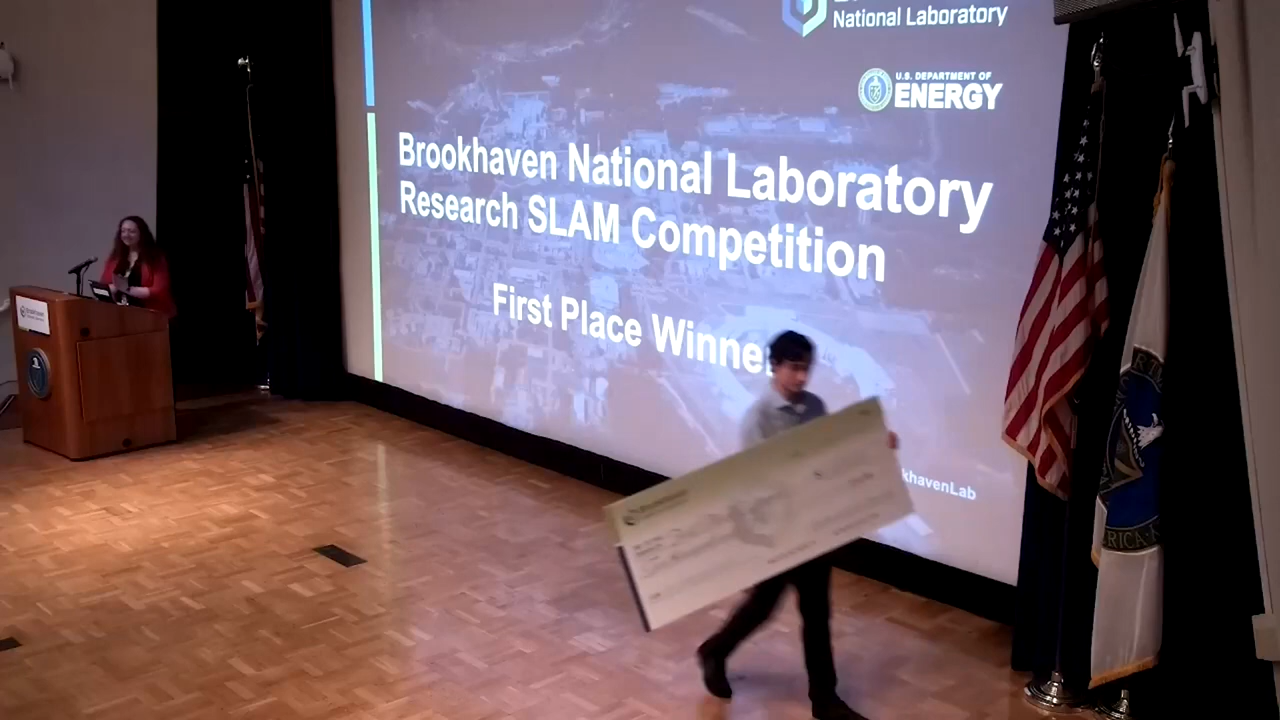 National Laboratory
U.S. DEPARTMENT OF
ENERGY
Brookhaven National Laboratory
Research SLAM Competition
First Place Winne
khavenLab